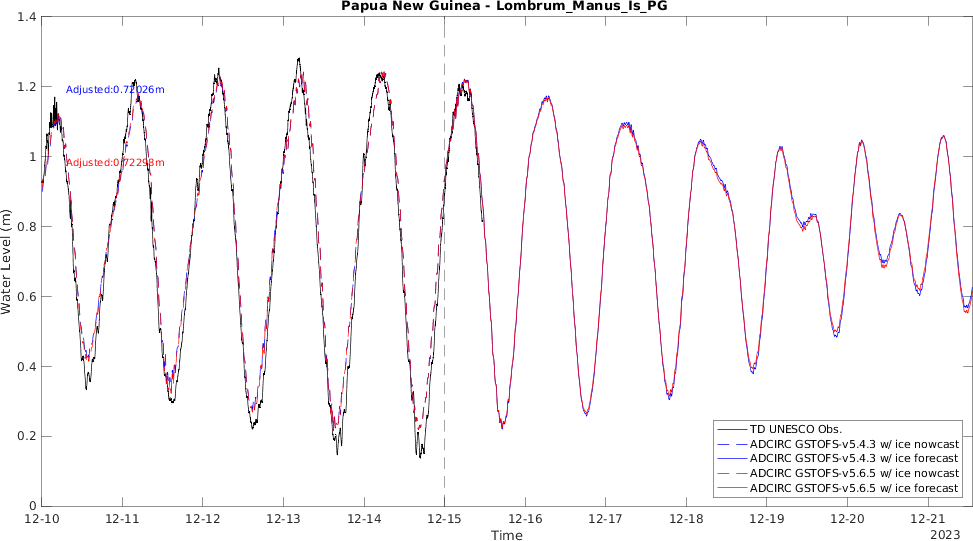 Papua New Guinea - Lombrum_Manus_Is_PG
1.4
1.2
1
0.8
0.6
0.4
0.2
0
Water Level (m)
Adjusted:0.72026m
Adjusted:0.72298m
TD UNESCO Obs.
ADCIRC GSTOFS-v5.4.3 w/ ice nowcast
ADCIRC GSTOFS-v5.4.3 w/ ice forecast
ADCIRC GSTOFS-v5.6.5 w/ ice nowcast
ADCIRC GSTOFS-v5.6.5 w/ ice forecast
12-10 12-11 12-12 12-13 12-14 12-15 12-16 12-17 12-18 12-19 12-20 12-21
Time
2023